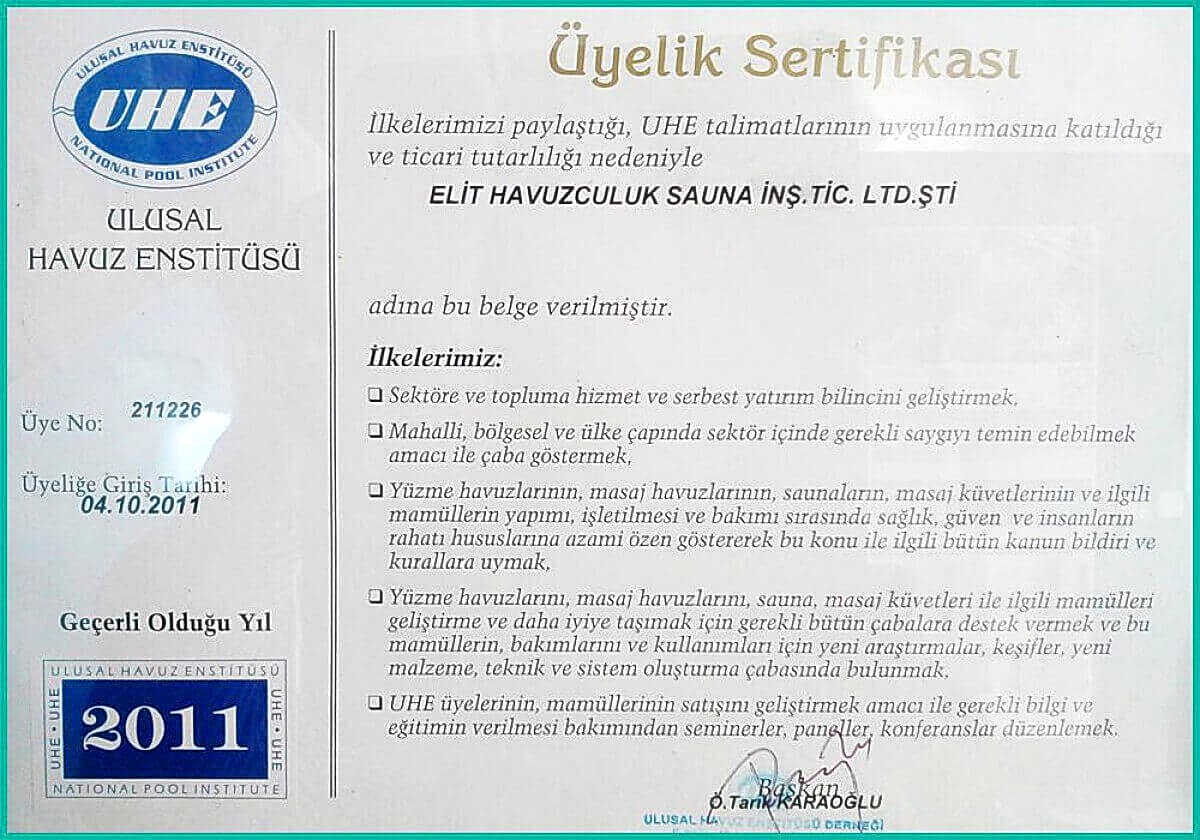 ULUSAL HAVUZ ENSTİTÜSÜ
UHE
NATIONAL POOL INSTITUTE
ULUSAL
HAVUZ ENSTİTÜSÜ
Üye No: 211226
Üyeliğe Giriş Tarihi:
04.10.2011
Geçerli Olduğu Yıl
ULUSAL HAVUZ ENSTİTÜSÜ
UHE • UHE
2011
UHE • UHE
NATIONAL POOL INSTITUTE
Üyelik Sertifikası
İlkelerimizi paylaştığı, UHE talimatlarının uygulanmasına katıldığı
ve ticari tutarlılığı nedeniyle
ELİT HAVUZCULUK SAUNA İNŞ.TİC. LTD.ŞTİ
adına bu belge verilmiştir.
İlkelerimiz:
❑ Sektöre ve topluma hizmet ve serbest yatırım bilincini geliştirmek,
❑ Mahalli, bölgesel ve ülke çapında sektör içinde gerekli saygıyı temin edebilmek
amacı ile çaba göstermek,
❑ Yüzme havuzlarının, masaj havuzlarının, saunaların, masaj küvetlerinin ve ilgili
mamüllerin yapımı, işletilmesi ve bakımı sırasında sağlık, güven ve insanların
rahatı hususlarına azami özen göstererek bu konu ile ilgili bütün kanun bildiri ve
kurallara uymak,
❑ Yüzme havuzlarını, masaj havuzlarını, sauna, masaj küvetleri ile ilgili mamülleri
geliştirme ve daha iyiye taşımak için gerekli bütün çabalara destek vermek ve bu
mamüllerin, bakımlarını ve kullanımları için yeni araştırmalar, keşifler, yeni
malzeme, teknik ve sistem oluşturma çabasında bulunmak,
❑ UHE üyelerinin, mamüllerinin satışını geliştirmek amacı ile gerekli bilgi ve
eğitimin verilmesi bakımından seminerler, paneller, konferanslar düzenlemek.
Başkan
Ö.Tarık KARAOĞLU
ULUSAL HAVUZ ENSTİTÜSÜ DERNEĞİ